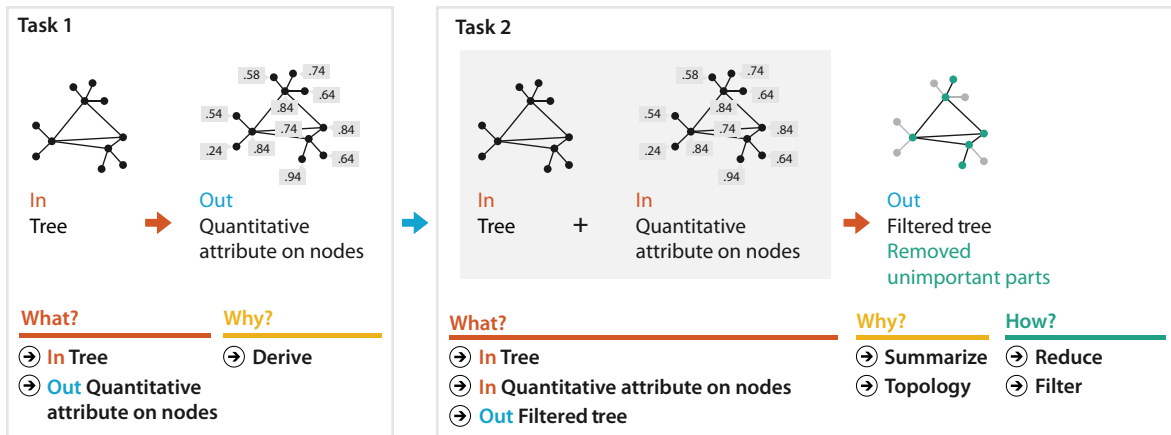 Task 1
.58
.74
.64
.54
.84
.74
.84
.24
.84
.64
.94
In
Tree
Out
Quantitative
attribute on nodes
What?
Why?
In Tree
Out Quantitative
attribute on nodes
Derive
Task 2
.58
.74
.64
.54
.84
.74
.84
.24
.84
.64
.94
In
Tree
+
In
Quantitative
attribute on nodes
Out
Filtered tree
Removed
unimportant parts
What?
In Tree
In Quantitative attribute on nodes
Out Filtered tree
Why?
Summarize
Topology
How?
Reduce
Filter